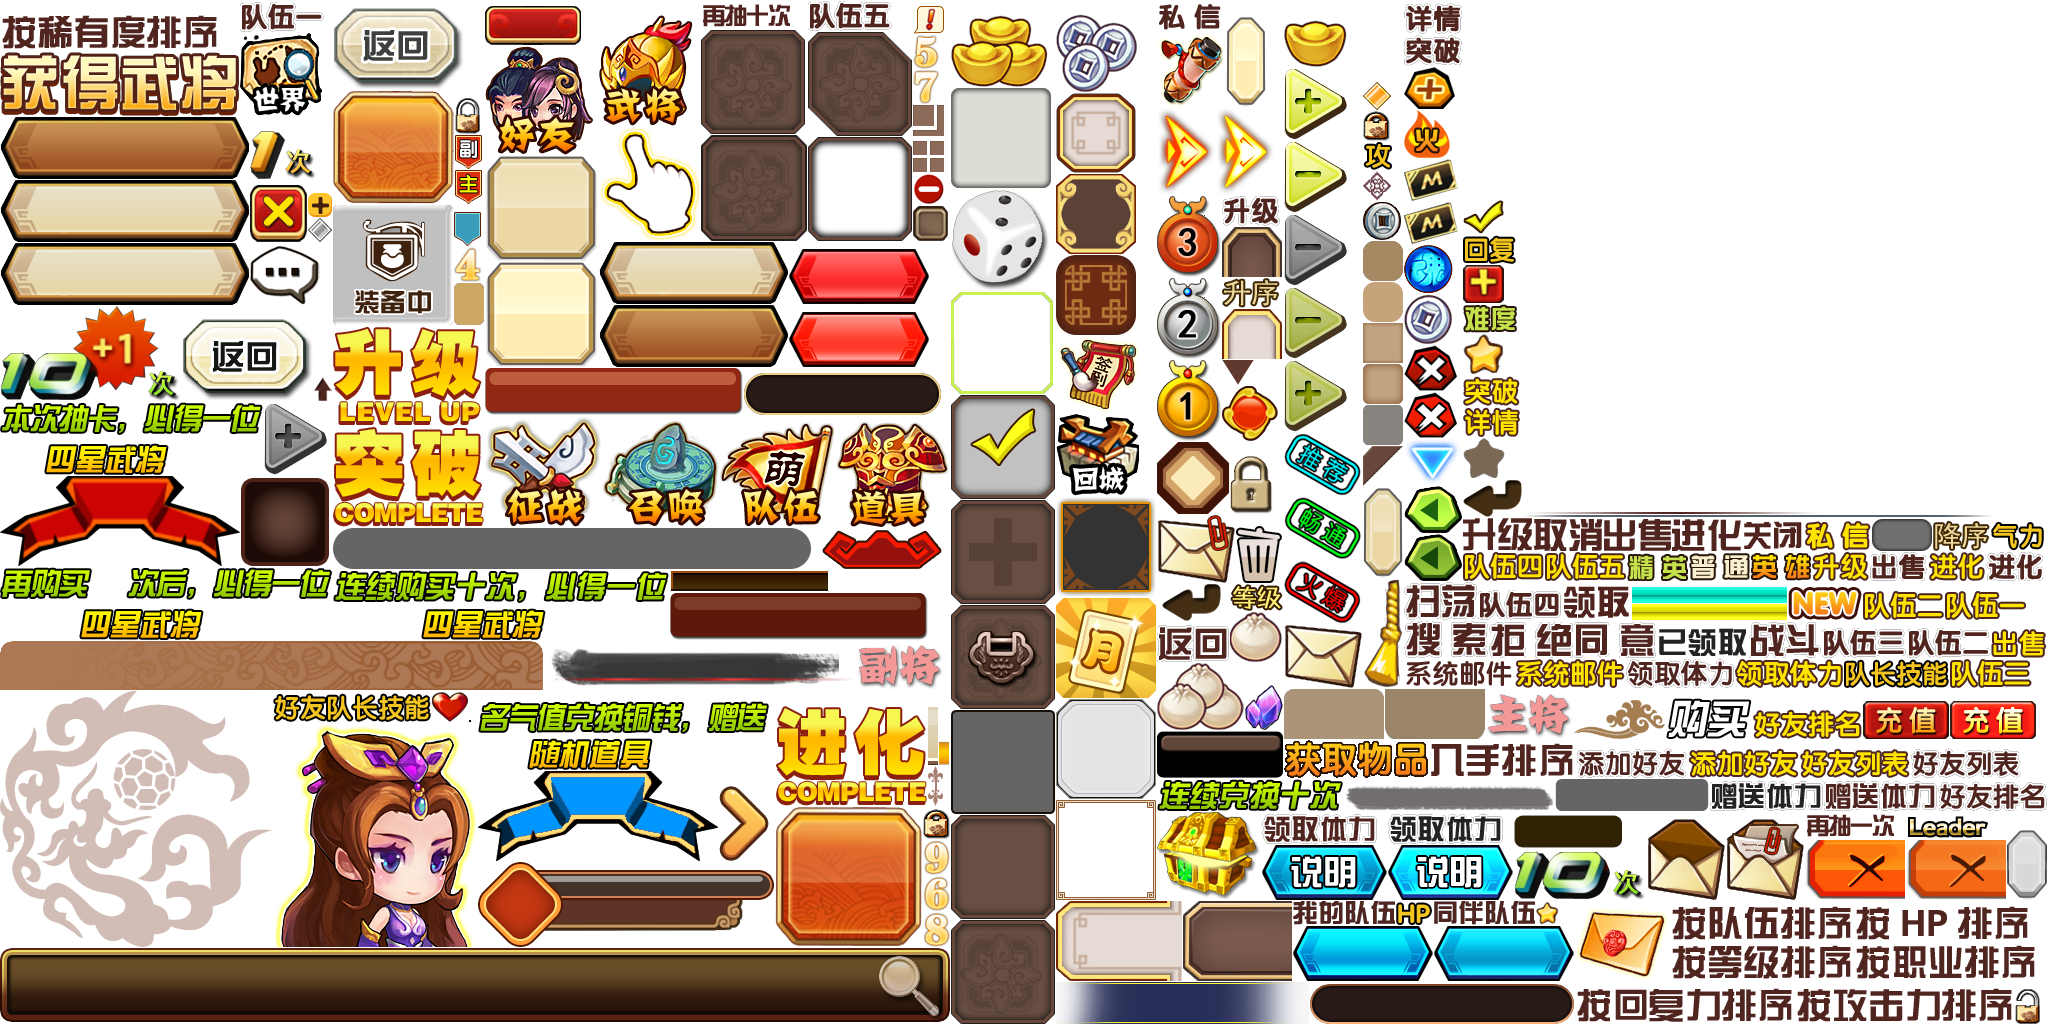 按稀有度排序
获得武将
队伍一
世界
1次
返回
副
主
装备中
4
好友
武将
再抽十次
队伍五
5
7
10次
+1
返回
本次抽卡，必得一位
四星武将
升级
LEVEL UP
突破
COMPLETE
征战
召唤
萌
队伍
道具
再购买 次后，必得一位
四星武将
连续购买十次，必得一位
四星武将
副将
好友队长技能
名气值兑换铜钱，赠送
随机道具
进化
COMPLETE
9
6
8
签到
回城
月
私 信
3
2
1
升级
升序
等级
返回
推荐
畅通
火爆
攻
详情
突破
火
M
M
魂
回复
难度
突破
详情
升级取消出售进化关闭私 信
降序气力
队伍四队伍五精 英普 通英 雄升级出售进化进化
扫荡队伍四领取
NEW队伍二队伍一
搜 索拒 绝同 意已领取战斗队伍三队伍二出售
系统邮件系统邮件领取体力领取体力队长技能队伍三
主将
购买
好友排名
充值
充值
获取物品入手排序添加好友添加好友好友列表好友列表
连续兑换十次
赠送体力赠送体力好友排名
领取体力
领取体力
再抽一次
Leader
说明
说明
10次
我的队伍HP同伴队伍
按队伍排序按 HP 排序
按等级排序按职业排序
按回复力排序按攻击力排序